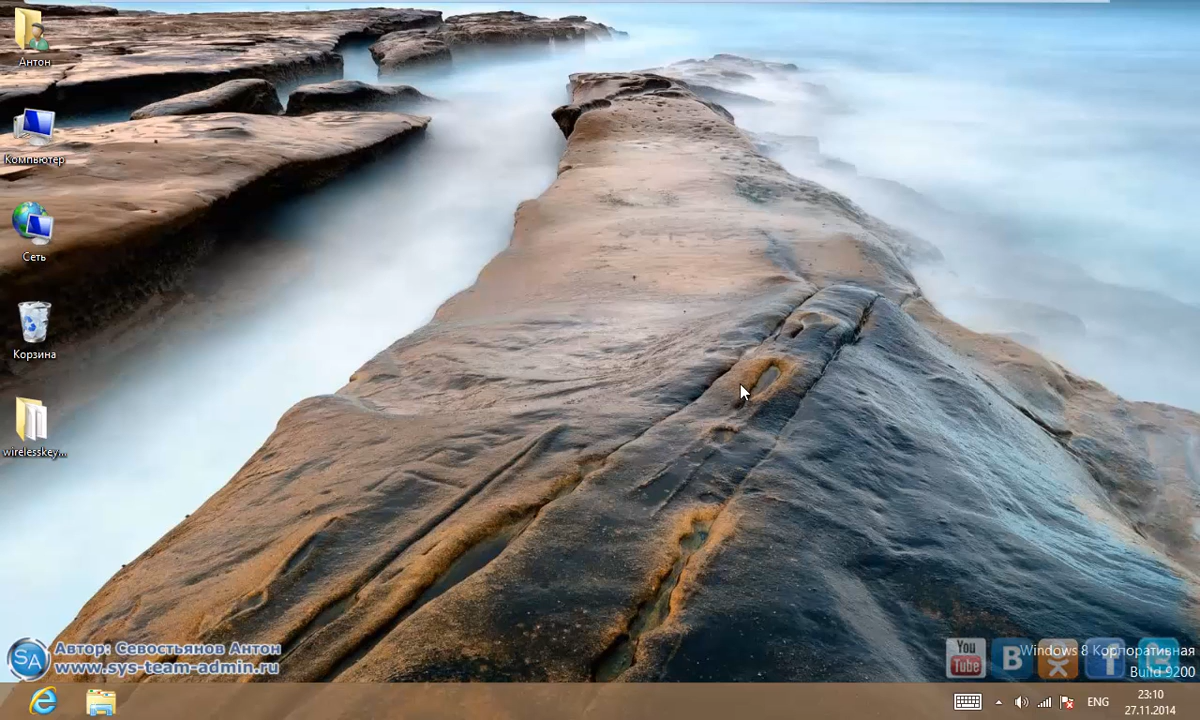 Антон
Компьютер
Сеть
Корзина
wirelesskey...
Автор: Севостьянов Антон
www.sys-team-admin.ru
You
Tube
B
f
Windows 8 Корпоративная
Build 9200
ENG
23:10
27.11.2014